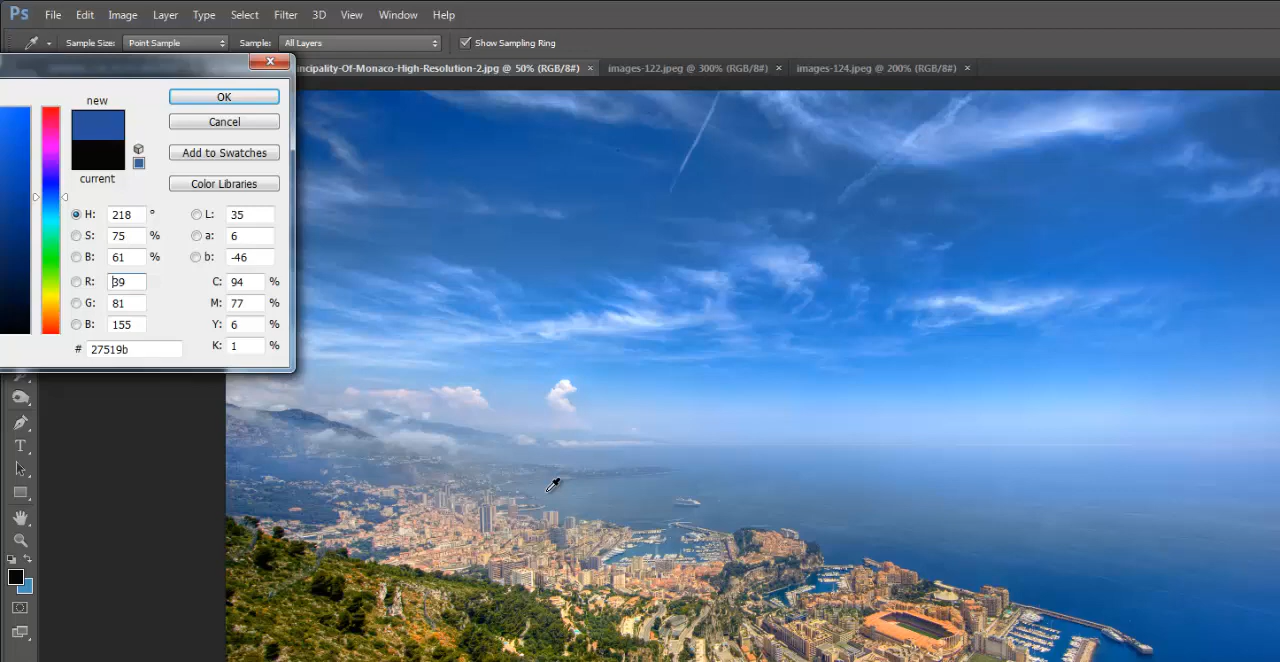 Ps File Edit Image Layer Type Select Filter 3D View Window Help
Sample Size: Point Sample Sample: All Layers Show Sampling Ring
ncipality-Of-Monaco-High-Resolution-2.jpg @ 50% (RGB/8#) × images-122.jpeg @ 300% (RGB/8#) × images-124.jpeg @ 200% (RGB/8#) ×
new
OK
Cancel
Add to Swatches
current
Color Libraries
H: 218 ° L: 35
S: 75 % a: 6
B: 61 % b: -46
R: 39 C: 94 %
G: 81 M: 77 %
B: 155 Y: 6 %
K: 1 %
# 27519b
T